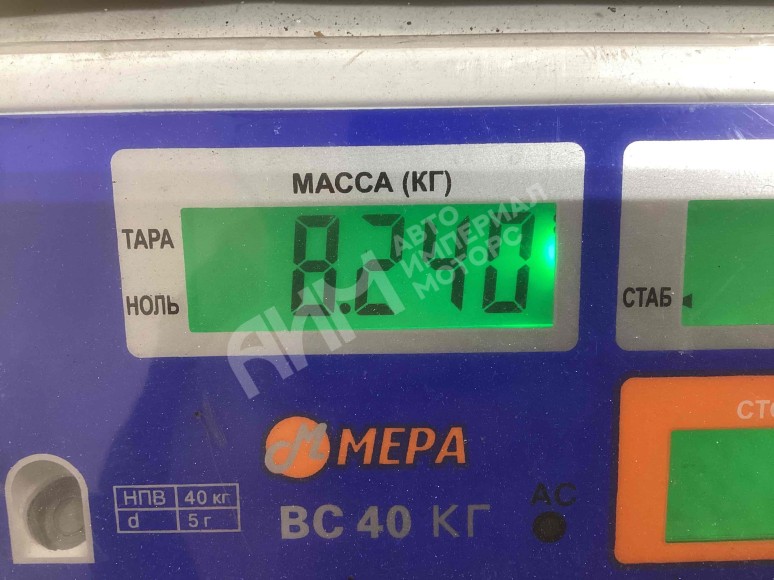 МАССА (КГ)
ТАРА
8.240
НОЛЬ
СТАБ
АИМ АВТО ИМПЕРИАЛ МОТОРС
СТО
М МЕРА
НПВ 40 кг
d 5 г
ВС 40 КГ
АС